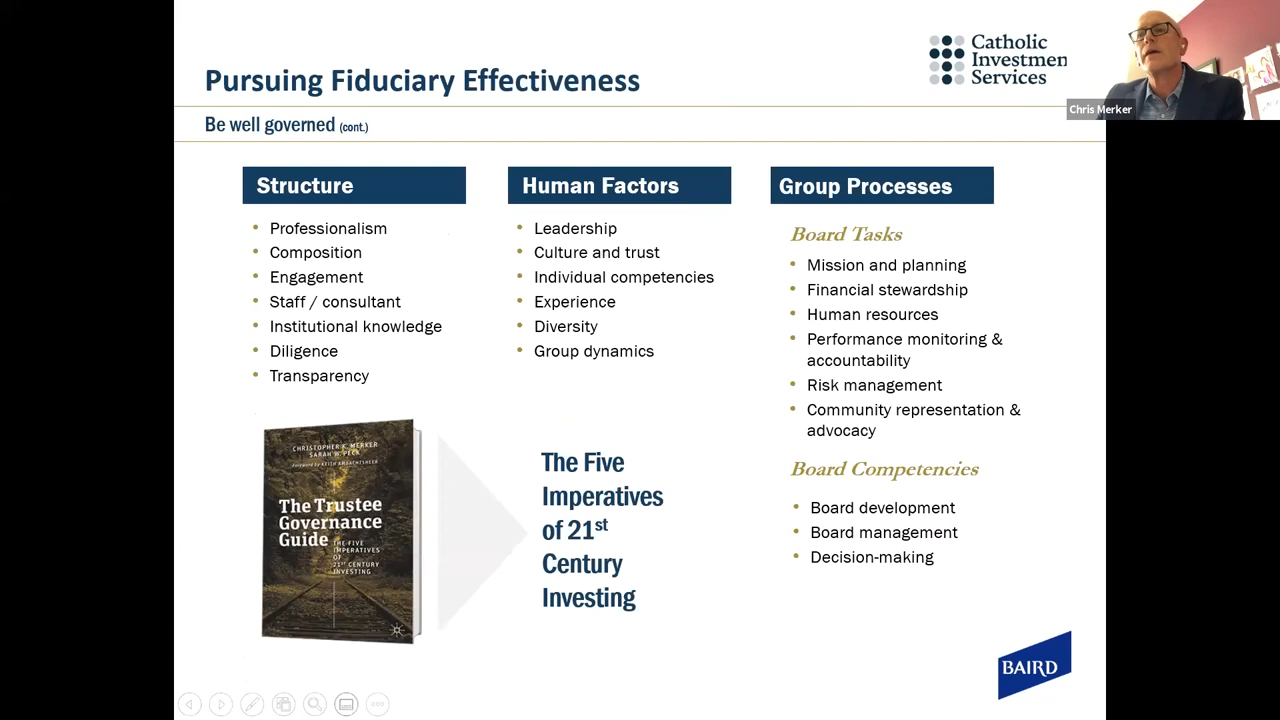 Pursuing Fiduciary Effectiveness
Catholic
Investmen
Services
Chris Merker
Be well governed (cont.)
Structure
• Professionalism
• Composition
• Engagement
• Staff / consultant
• Institutional knowledge
• Diligence
• Transparency
Human Factors
• Leadership
• Culture and trust
• Individual competencies
• Experience
• Diversity
• Group dynamics
Group Processes
Board Tasks
• Mission and planning
• Financial stewardship
• Human resources
• Performance monitoring &
accountability
• Risk management
• Community representation &
advocacy
Board Competencies
• Board development
• Board management
• Decision-making
CHRISTOPHER K. MERKER
SARAH W. PECK
Foreword by KEITH AMBACHTSHEER
The Trustee
Governance
Guide
THE FIVE
IMPERATIVES
OF
21ST CENTURY
INVESTING
The Five
Imperatives
of 21st
Century
Investing
BAIRD